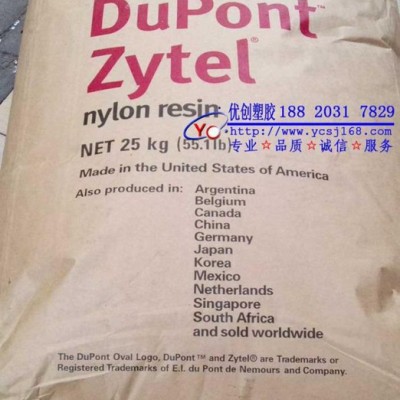 DuPont™
Zytel®
nylon resin
优创塑胶 188 2031 7829
YC
http://www.ycsjl68.com
专业☆品质☆诚信☆服务
NET 25 kg (55.1lb)
Made in the United States of America
Also produced in: Argentina
Belgium
Canada
China
Germany
Japan
Korea
Mexico
Netherlands
Singapore
South Africa
and sold worldwide
The DuPont Oval Logo, DuPont™ and Zytel® are Trademarks or
Registered Trademarks of E.I. du Pont de Nemours and Company.